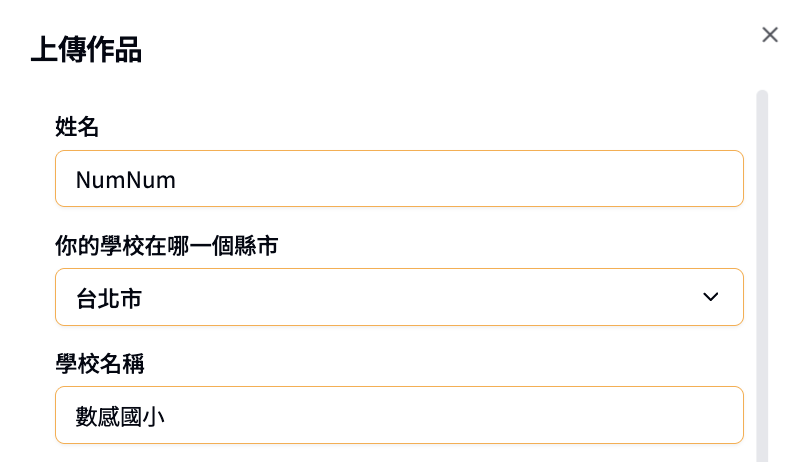 上傳作品
姓名
NumNum
你的學校在哪一個縣市
台北市
學校名稱
數感國小